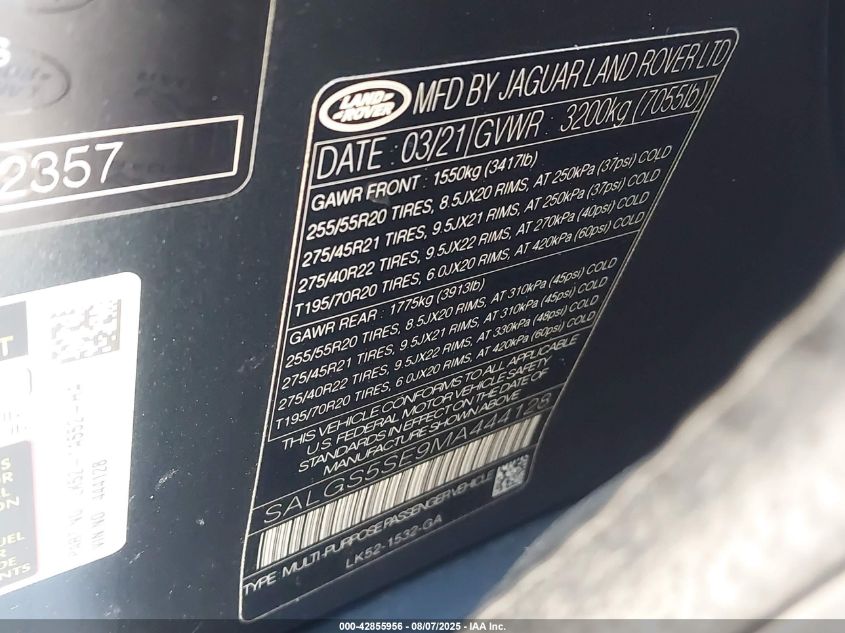 2357
LAND
ROVER
MFD BY JAGUAR LAND ROVER LTD
DATE : 03/21 GVWR : 3200kg (7055lb)
GAWR FRONT : 1550kg (3417lb)
255/55R20 TIRES, 8.5JX20 RIMS, AT 250kPa (37psi) COLD
275/45R21 TIRES, 9.5JX21 RIMS, AT 250kPa (37psi) COLD
275/40R22 TIRES, 9.5JX22 RIMS, AT 270kPa (40psi) COLD
T195/70R20 TIRES, 6.0JX20 RIMS, AT 420kPa (60psi) COLD
GAWR REAR : 1775kg (3913lb)
255/55R20 TIRES, 8.5JX20 RIMS, AT 310kPa (45psi) COLD
275/45R21 TIRES, 9.5JX21 RIMS, AT 310kPa (45psi) COLD
275/40R22 TIRES, 9.5JX22 RIMS, AT 330kPa (48psi) COLD
T195/70R20 TIRES, 6.0JX20 RIMS, AT 420kPa (60psi) COLD
THIS VEHICLE CONFORMS TO ALL APPLICABLE
U.S. FEDERAL MOTOR VEHICLE SAFETY
STANDARDS IN EFFECT ON THE DATE OF
MANUFACTURE SHOWN ABOVE
SALGS5SE9MA444128
TYPE MULTI-PURPOSE PASSENGER VEHICLE
LK52-1532-GA
PART NO
VIN NO 444128
000-42855956 - 08/07/2025 - IAA Inc.